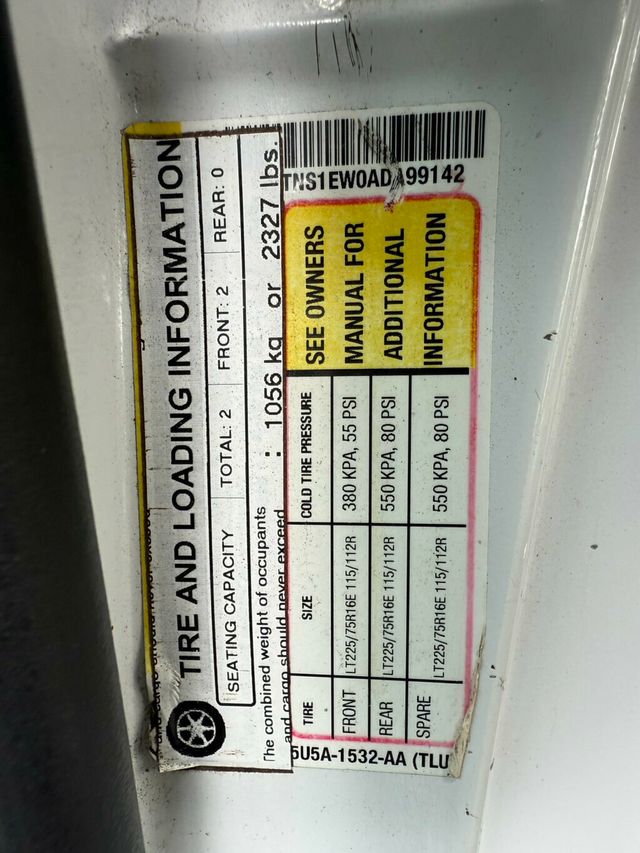 TIRE AND LOADING INFORMATION
SEATING CAPACITY TOTAL: 2 FRONT: 2 REAR: 0
The combined weight of occupants
and cargo should never exceed : 1056 kg or 2327 lbs.
TIRE SIZE COLD TIRE PRESSURE
FRONT LT225/75R16E 115/112R 380 KPA, 55 PSI
REAR LT225/75R16E 115/112R 550 KPA, 80 PSI
SPARE LT225/75R16E 115/112R 550 KPA, 80 PSI
SEE OWNERS
MANUAL FOR
ADDITIONAL
INFORMATION
5U5A-1532-AA (TLU
TNS1EW0ADA99142